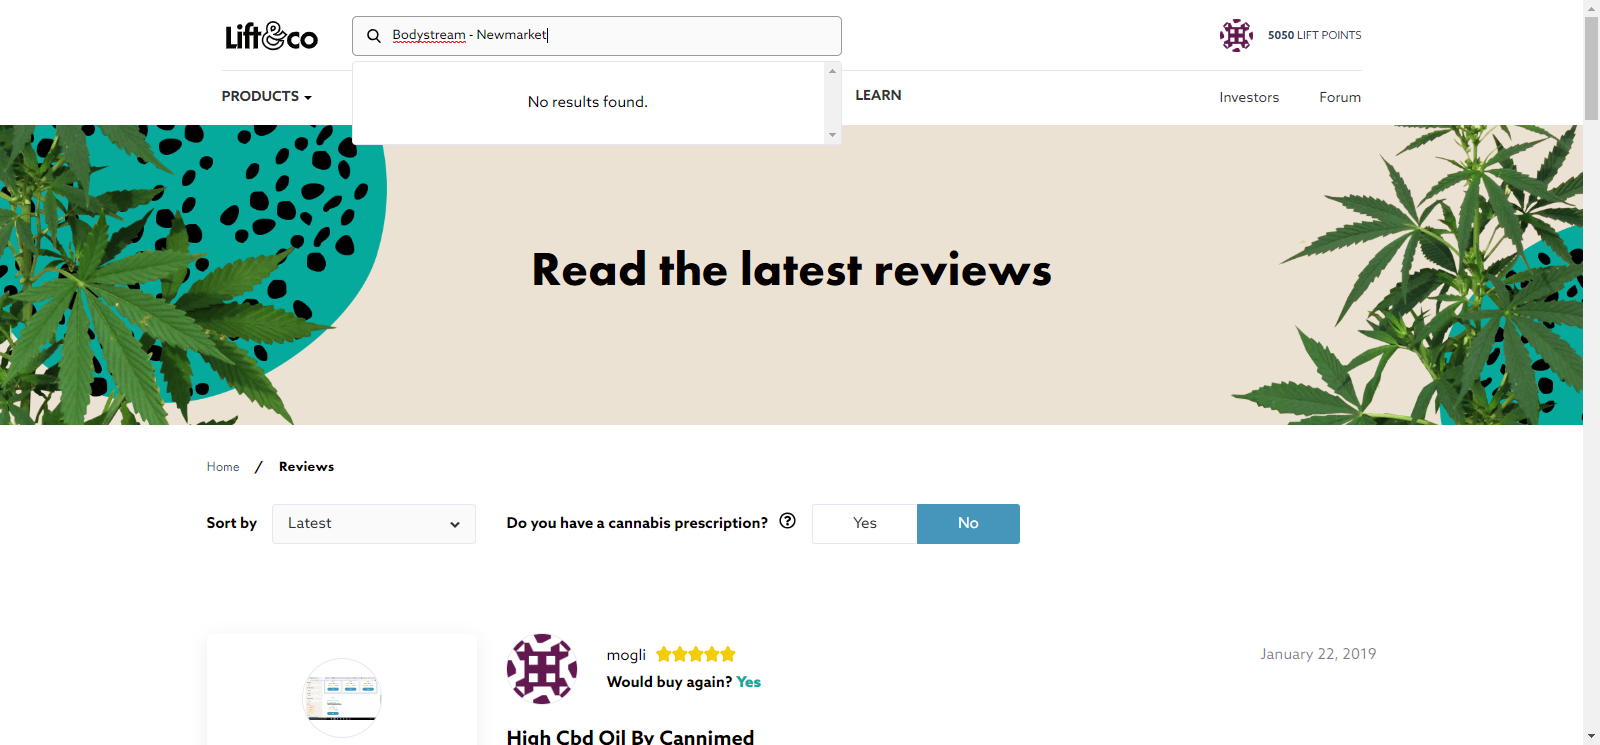 Lift&co
Bodystream - Newmarket
5050 LIFT POINTS
No results found.
PRODUCTS
LEARN
Investors
Forum
Read the latest reviews
Home / Reviews
Sort by
Latest
Do you have a cannabis prescription?
?
Yes
No
mogli
January 22, 2019
Would buy again? Yes
High Cbd Oil By Cannimed